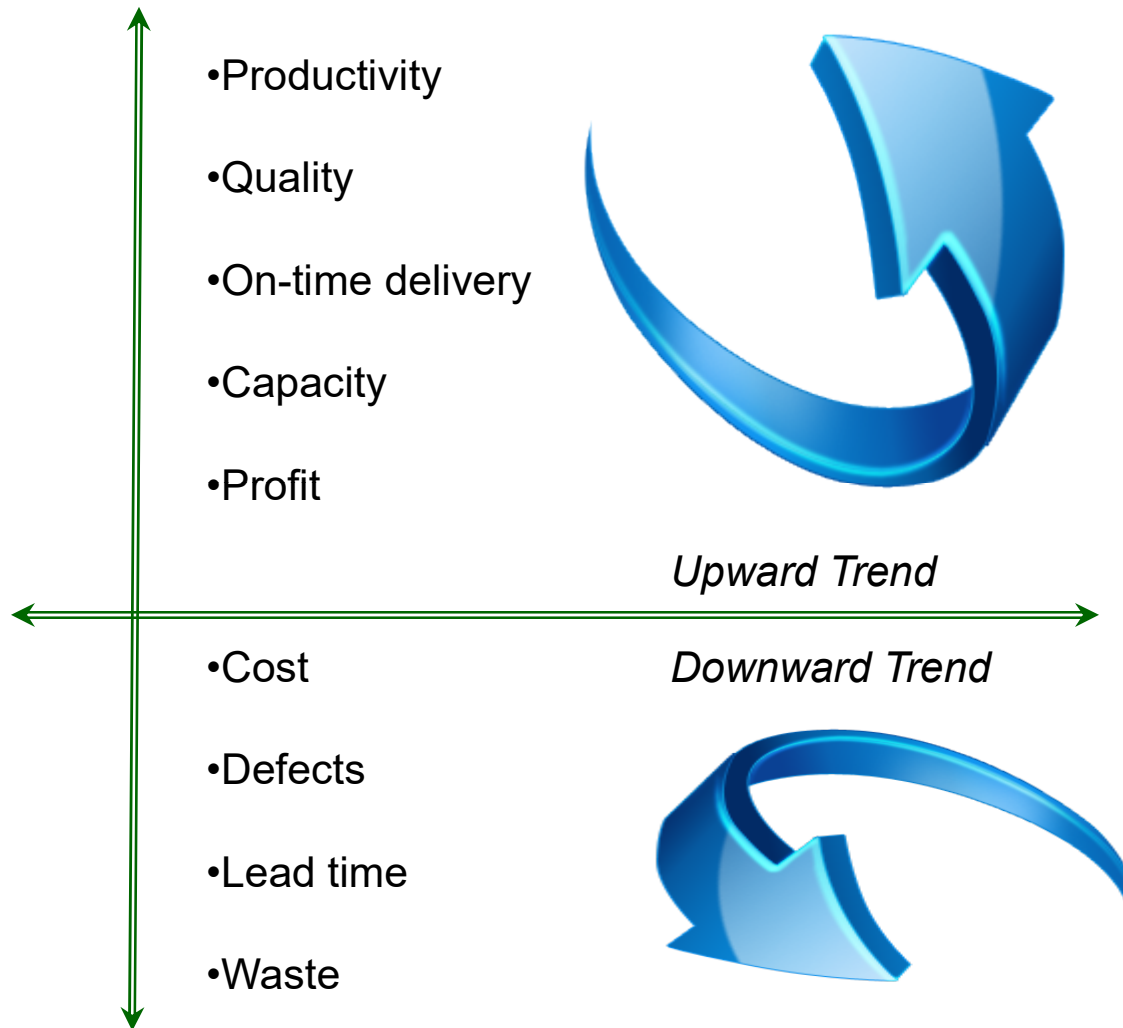 •Productivity
•Quality
•On-time delivery
•Capacity
•Profit
Upward Trend
•Cost
Downward Trend
•Defects
•Lead time
•Waste